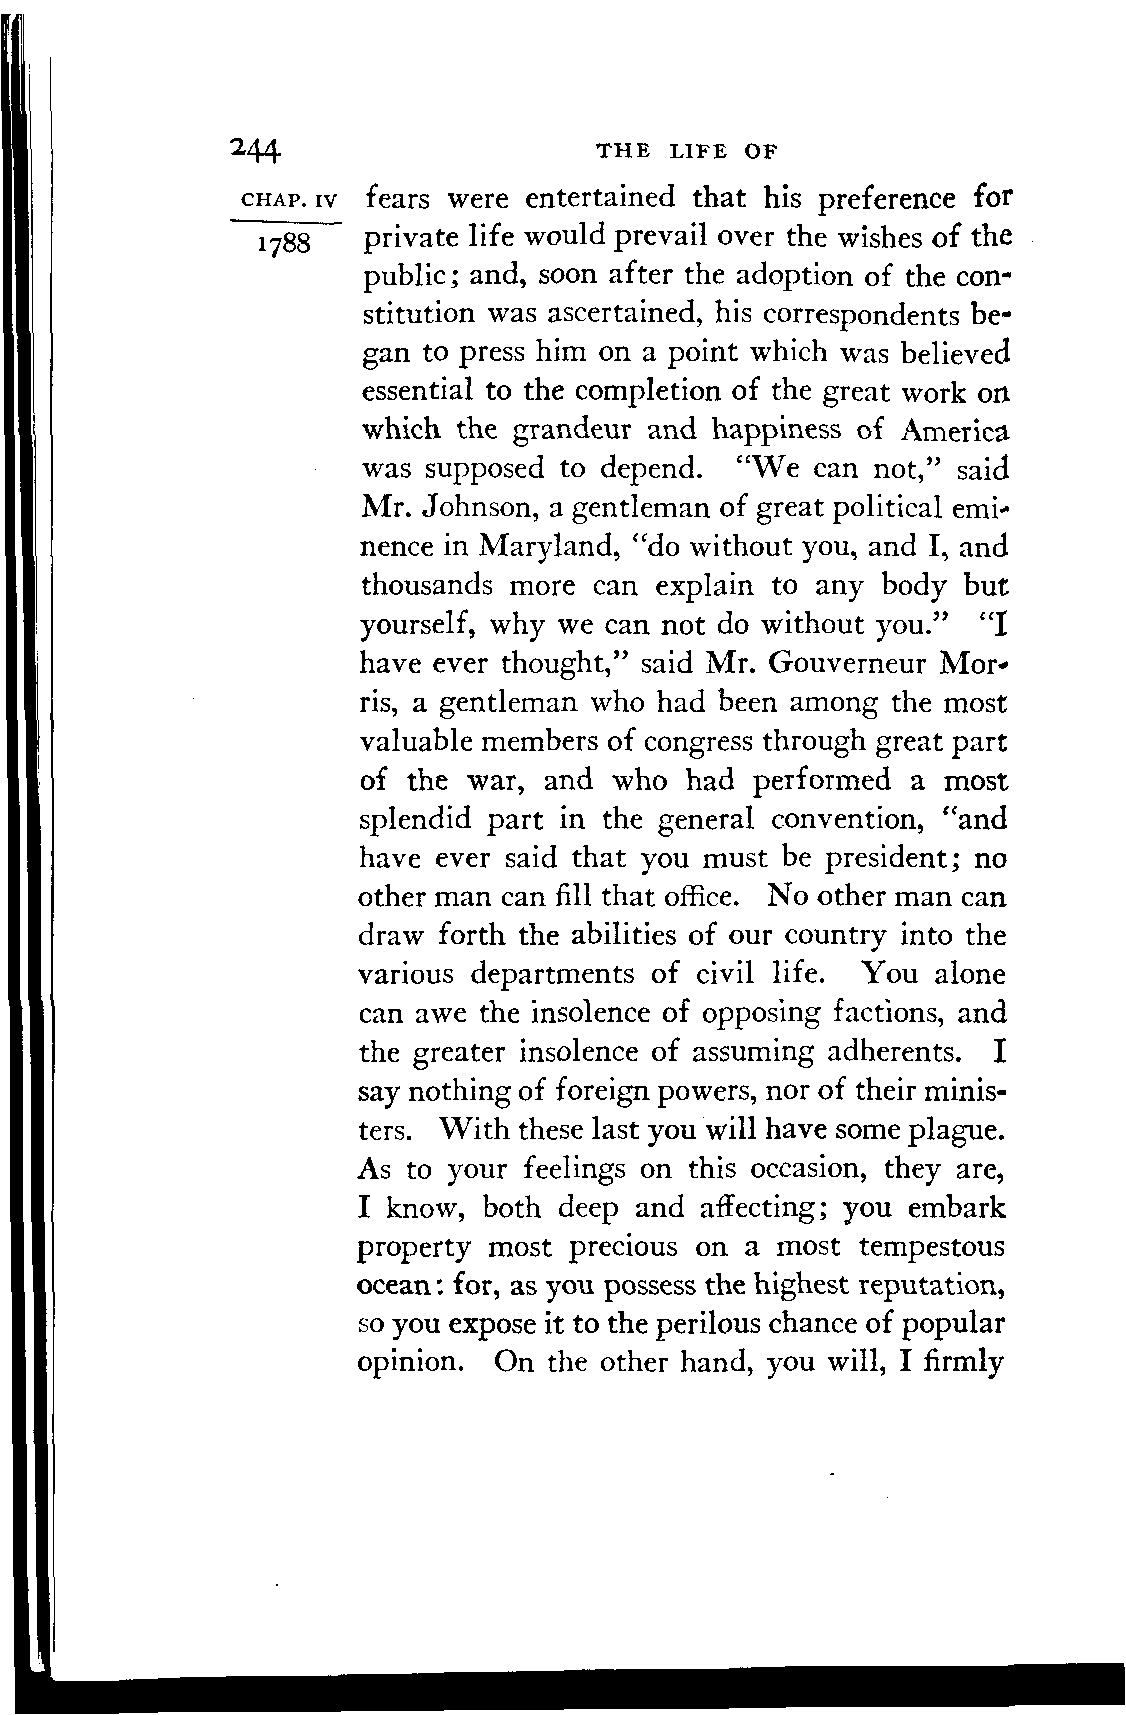 244 THE LIFE OF
CHAP. IV fears were entertained that his preference for
1788 private life would prevail over the wishes of the
public; and, soon after the adoption of the con-
stitution was ascertained, his correspondents be-
gan to press him on a point which was believed
essential to the completion of the great work on
which the grandeur and happiness of America
was supposed to depend. “We can not,” said
Mr. Johnson, a gentleman of great political emi-
nence in Maryland, “do without you, and I, and
thousands more can explain to any body but
yourself, why we can not do without you.” “I
have ever thought,” said Mr. Gouverneur Mor-
ris, a gentleman who had been among the most
valuable members of congress through great part
of the war, and who had performed a most
splendid part in the general convention, “and
have ever said that you must be president; no
other man can fill that office. No other man can
draw forth the abilities of our country into the
various departments of civil life. You alone
can awe the insolence of opposing factions, and
the greater insolence of assuming adherents. I
say nothing of foreign powers, nor of their minis-
ters. With these last you will have some plague.
As to your feelings on this occasion, they are,
I know, both deep and affecting; you embark
property most precious on a most tempestous
ocean: for, as you possess the highest reputation,
so you expose it to the perilous chance of popular
opinion. On the other hand, you will, I firmly